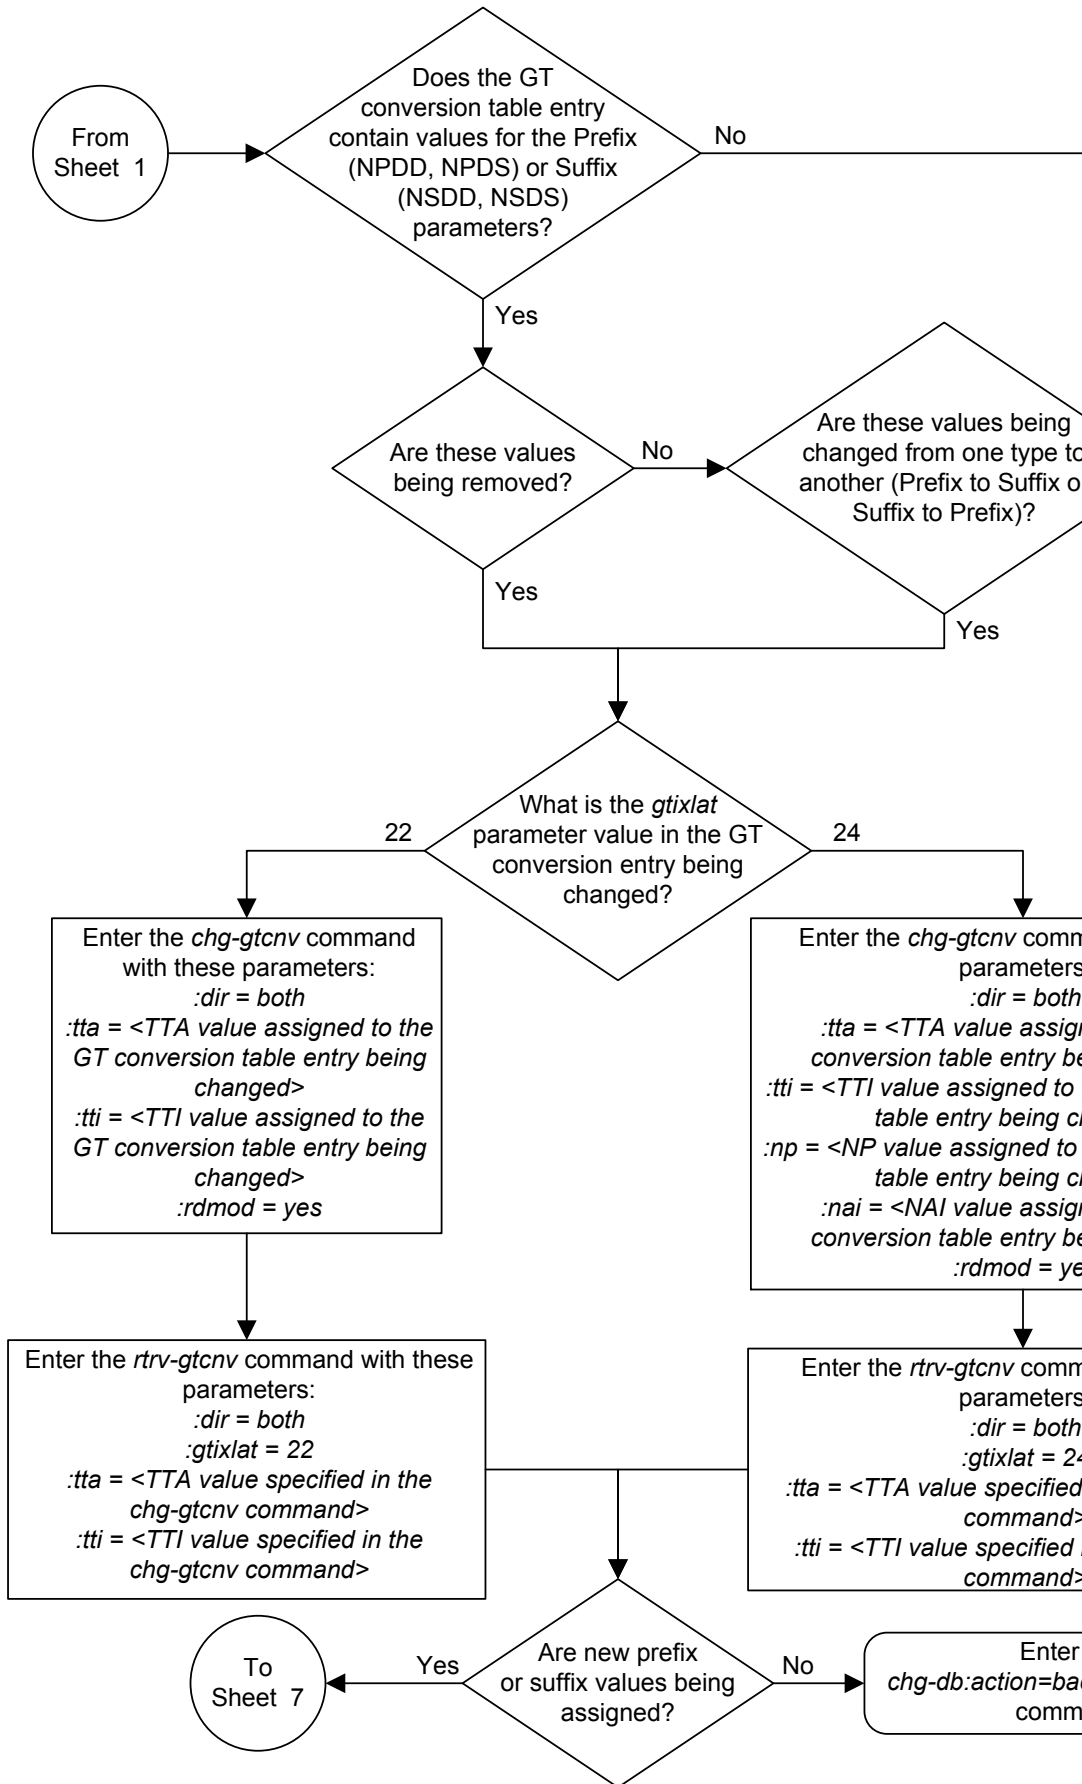 From
Sheet 1
Does the GT
conversion table entry
contain values for the Prefix
(NPDD, NPDS) or Suffix
(NSDD, NSDS)
parameters?
No
Yes
Are these values
being removed?
No
Are these values being
changed from one type to
another (Prefix to Suffix o
Suffix to Prefix)?
Yes
Yes
What is the gtixlat
parameter value in the GT
conversion entry being
changed?
22
24
Enter the chg-gtcnv command
with these parameters:
:dir = both
:tta = <TTA value assigned to the
GT conversion table entry being
changed>
:tti = <TTI value assigned to the
GT conversion table entry being
changed>
:rdmod = yes
Enter the chg-gtcnv comm
parameters
:dir = both
:tta = <TTA value assign
conversion table entry be
:tti = <TTI value assigned to
table entry being c
:np = <NP value assigned to
table entry being c
:nai = <NAI value assign
conversion table entry be
:rdmod = ye
Enter the rtrv-gtcnv command with these
parameters:
:dir = both
:gtixlat = 22
:tta = <TTA value specified in the
chg-gtcnv command>
:tti = <TTI value specified in the
chg-gtcnv command>
Enter the rtrv-gtcnv comm
parameters
:dir = both
:gtixlat = 24
:tta = <TTA value specified
command>
:tti = <TTI value specified
command>
Are new prefix
or suffix values being
assigned?
Yes
To
Sheet 7
No
Enter
chg-db:action=bac
comm